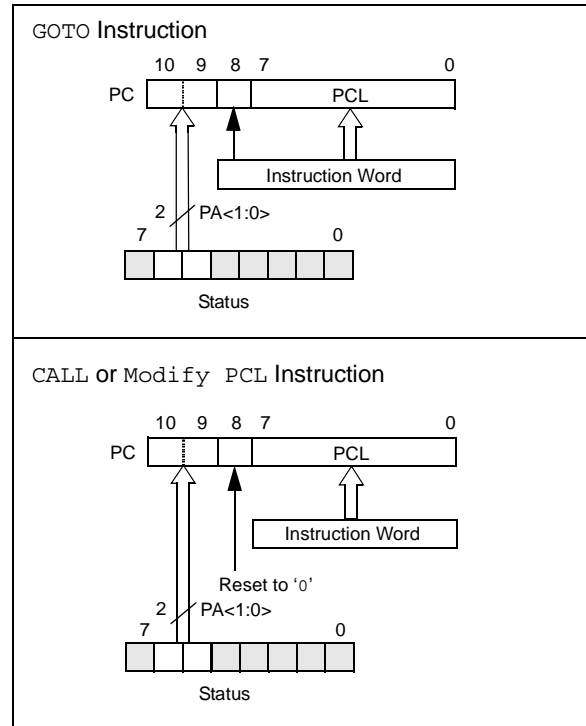 GOTO Instruction
10 9 8 7 0
PC PCL
Instruction Word
2 PA<1:0>
7 0
Status
CALL or Modify PCL Instruction
10 9 8 7 0
PC PCL
Instruction Word
Reset to ‘0’
2 PA<1:0>
7 0
Status